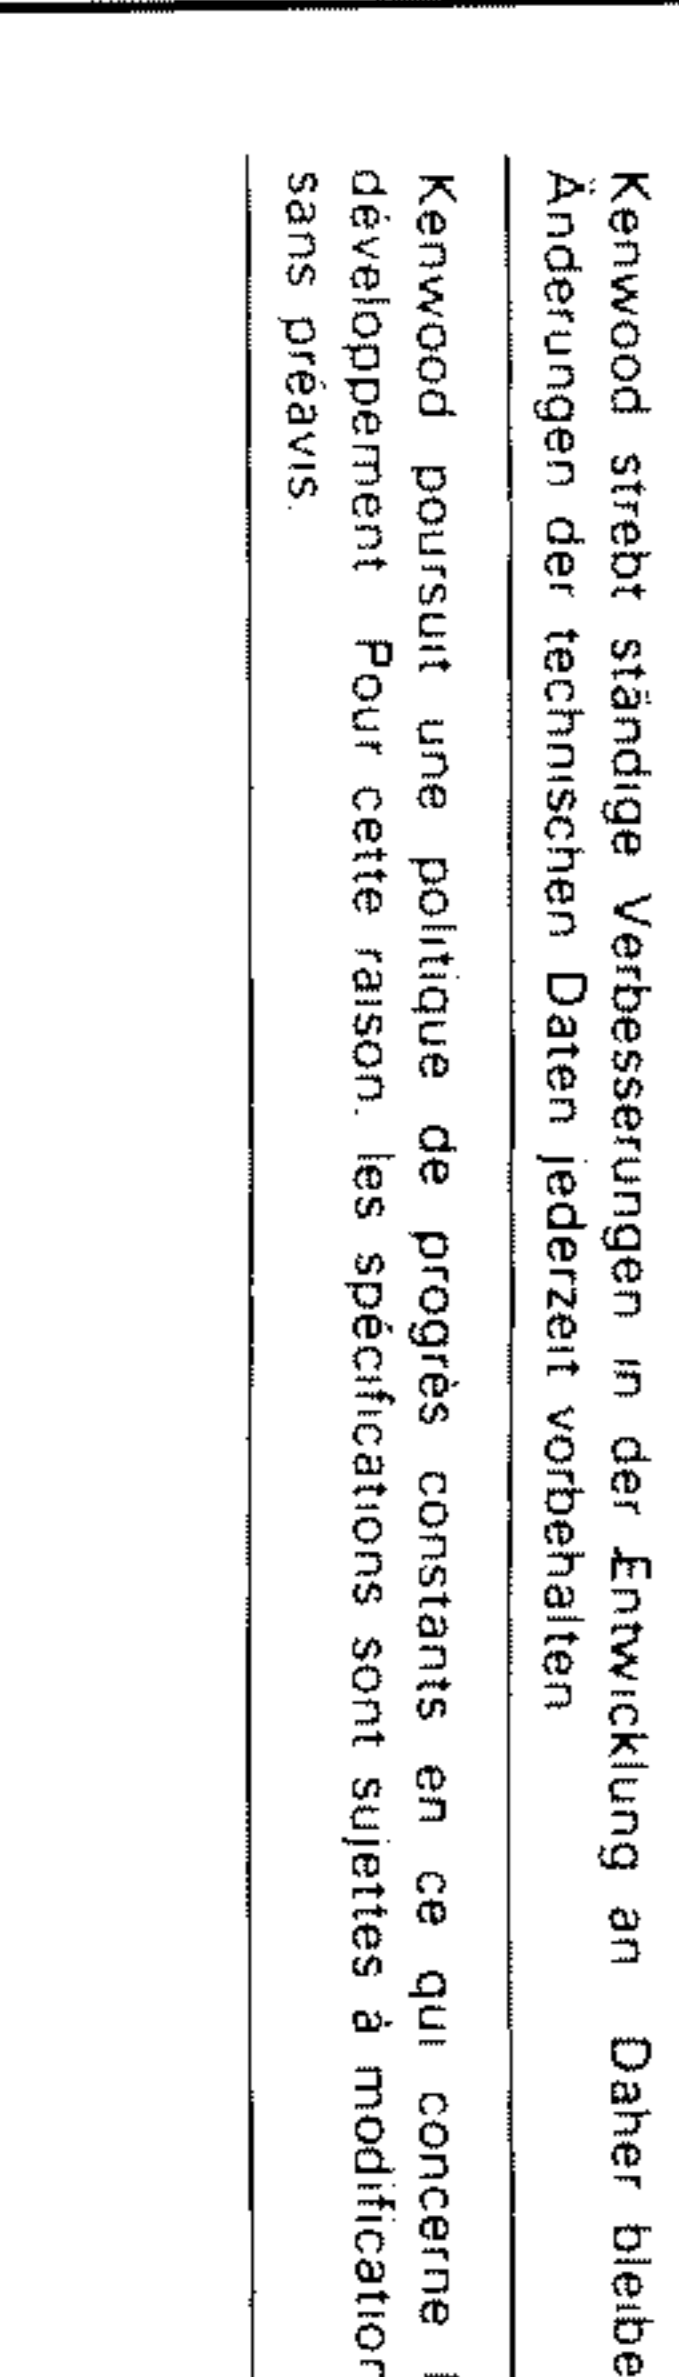 Kenwood strebt ständige Verbesserungen in der Entwicklung an Daher bleibe
Änderungen der technischen Daten jederzeit vorbehalten
Kenwood poursuit une politique de progrès constants en ce qui concerne
développement Pour cette raison, les spécifications sont sujettes à modification
sans préavis.